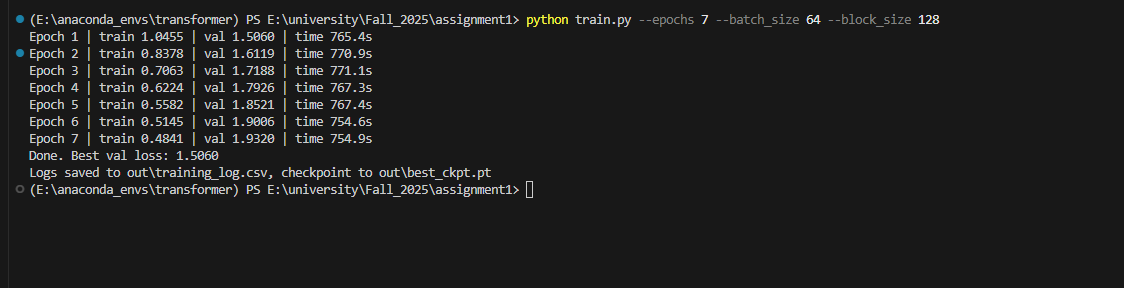 (E:\anaconda_envs\transformer) PS E:\university\Fall_2025\assignment1> python train.py --epochs 7 --batch_size 64 --block_size 128
Epoch 1 | train 1.0455 | val 1.5060 | time 765.4s
Epoch 2 | train 0.8378 | val 1.6119 | time 770.9s
Epoch 3 | train 0.7063 | val 1.7188 | time 771.1s
Epoch 4 | train 0.6224 | val 1.7926 | time 767.3s
Epoch 5 | train 0.5582 | val 1.8521 | time 767.4s
Epoch 6 | train 0.5145 | val 1.9006 | time 754.6s
Epoch 7 | train 0.4841 | val 1.9320 | time 754.9s
Done. Best val loss: 1.5060
Logs saved to out\training_log.csv, checkpoint to out\best_ckpt.pt
(E:\anaconda_envs\transformer) PS E:\university\Fall_2025\assignment1>